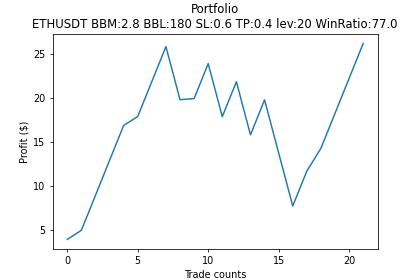 Portfolio
ETHUSDT BBM:2.8 BBL:180 SL:0.6 TP:0.4 lev:20 WinRatio:77.0
25
20
15
10
5
Profit ($)
0
5
10
15
20
Trade counts